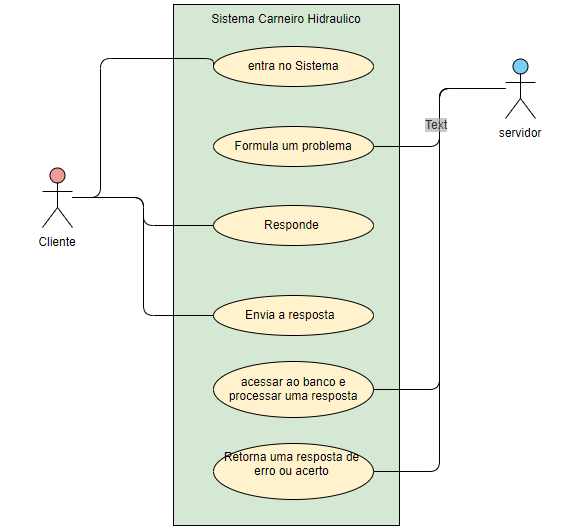 Sistema Carneiro Hidraulico
entra no Sistema
servidor
Text
Formula um problema
Cliente
Responde
Envia a resposta
acessar ao banco e
processar uma resposta
Retorna uma resposta de
erro ou acerto